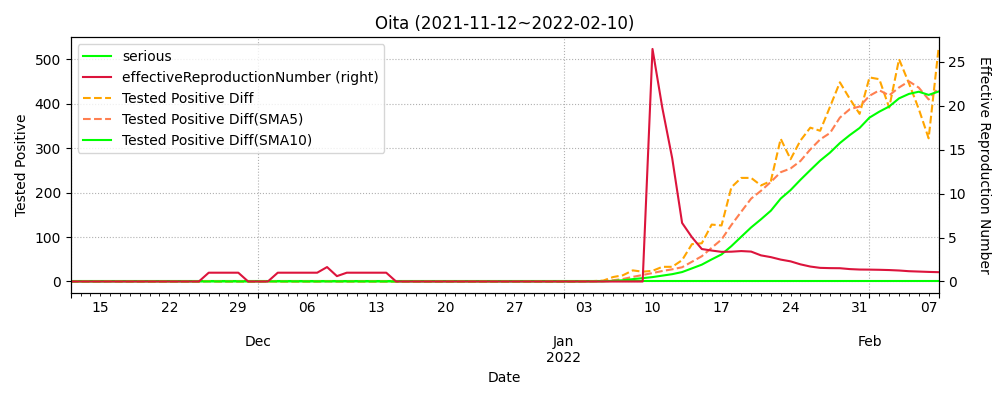 Oita (2021-11-12~2022-02-10)
serious
effectiveReproductionNumber (right)
Tested Positive Diff
Tested Positive Diff(SMA5)
Tested Positive Diff(SMA10)
500
400
300
200
100
0
Tested Positive
25
20
15
10
5
0
Effective Reproduction Number
15 22 29 06 13 20 27 03 10 17 24 31 07
Dec Jan Feb
2022
Date